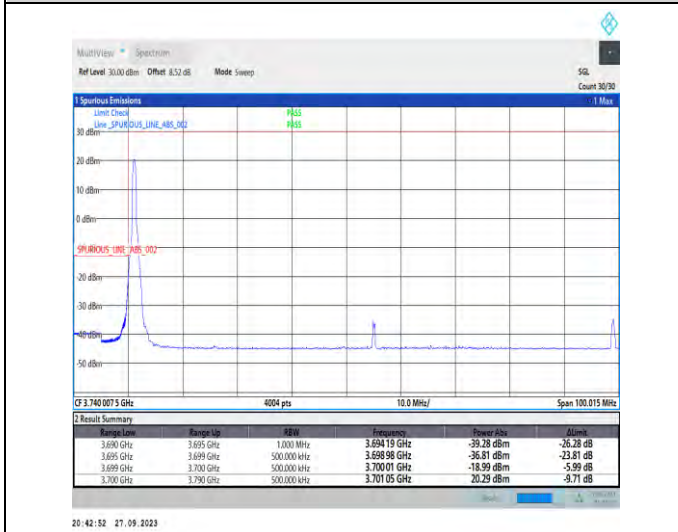 MultiView Spectrum
Ref Level 30.00 dBm Offset 8.52 dB Mode Sweep SGL
Count 30/30
1 Spurious Emissions 1 Max
Limit Check PASS
Line _SPURIOUS_LINE_ABS_002 PASS
30 dBm
20 dBm
10 dBm
0 dBm
SPURIOUS_LINE_ABS_002
-20 dBm
-30 dBm
-40 dBm
-50 dBm
CF 3.740 007 5 GHz 4004 pts 10.0 MHz/ Span 100.015 MHz
2 Result Summary
Range Low Range Up RBW Frequency Power Abs ΔLimit
3.690 GHz 3.695 GHz 1.000 MHz 3.694 19 GHz -39.28 dBm -26.28 dB
3.695 GHz 3.699 GHz 500.000 kHz 3.698 98 GHz -36.81 dBm -23.81 dB
3.699 GHz 3.700 GHz 500.000 kHz 3.700 01 GHz -18.99 dBm -5.99 dB
3.700 GHz 3.790 GHz 500.000 kHz 3.701 05 GHz 20.29 dBm -9.71 dB
20:42:52 27.09.2023